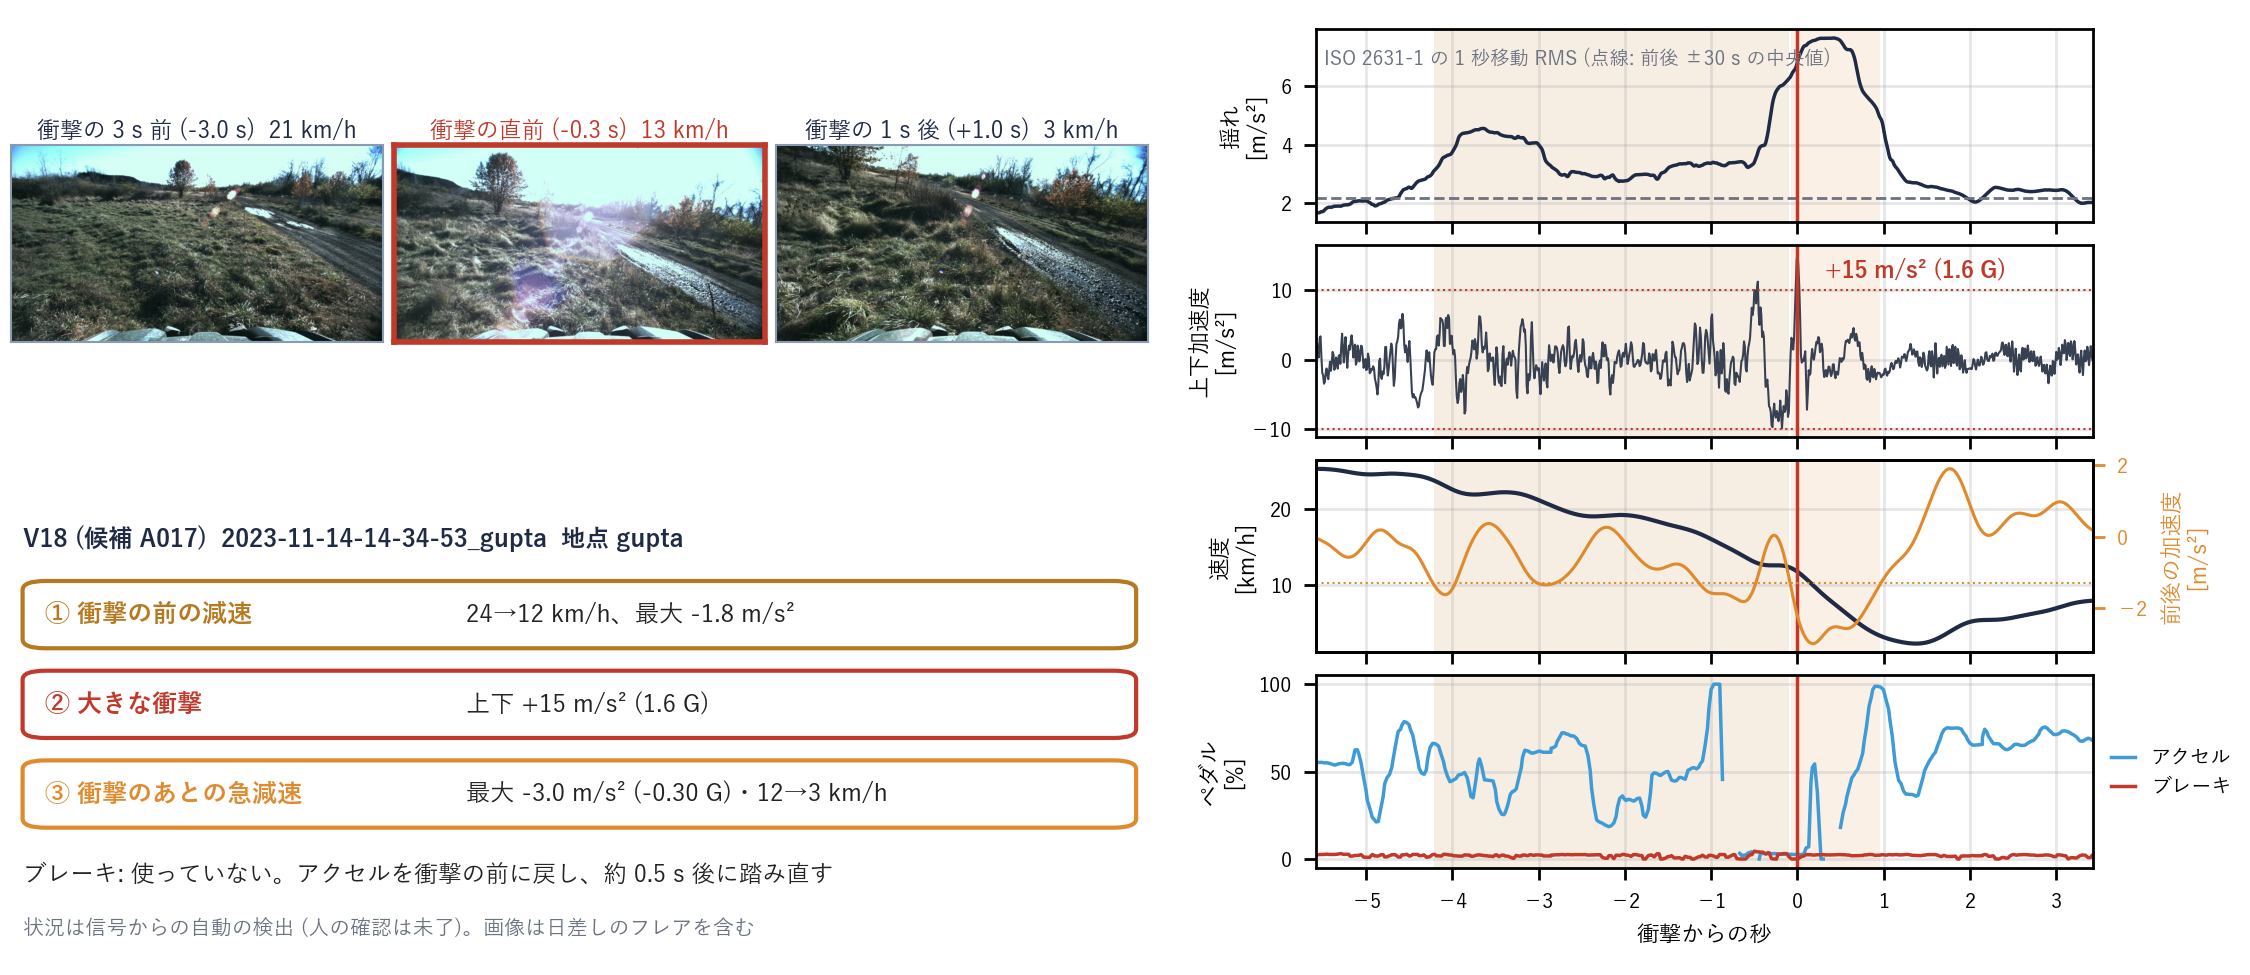 衝撃の 3 s 前 (-3.0 s)  21 km/h
衝撃の直前 (-0.3 s)  13 km/h
衝撃の 1 s 後 (+1.0 s)  3 km/h
V18 (候補 A017)  2023-11-14-14-34-53_gupta  地点 gupta
① 衝撃の前の減速  24→12 km/h、最大 -1.8 m/s²
② 大きな衝撃  上下 +15 m/s² (1.6 G)
③ 衝撃のあとの急減速  最大 -3.0 m/s² (-0.30 G)・12→3 km/h
ブレーキ: 使っていない。アクセルを衝撃の前に戻し、約 0.5 s 後に踏み直す
状況は信号からの自動の検出 (人の確認は未了)。画像は日差しのフレアを含む
ISO 2631-1 の 1 秒移動 RMS (点線: 前後 ±30 s の中央値)
揺れ
[m/s²]
6
4
2
+15 m/s² (1.6 G)
上下加速度
[m/s²]
10
0
−10
速度
[km/h]
20
10
2
0
−2
前後の加速度
[m/s²]
ペダル
[%]
100
50
0
アクセル
ブレーキ
−5 −4 −3 −2 −1 0 1 2 3
衝撃からの秒